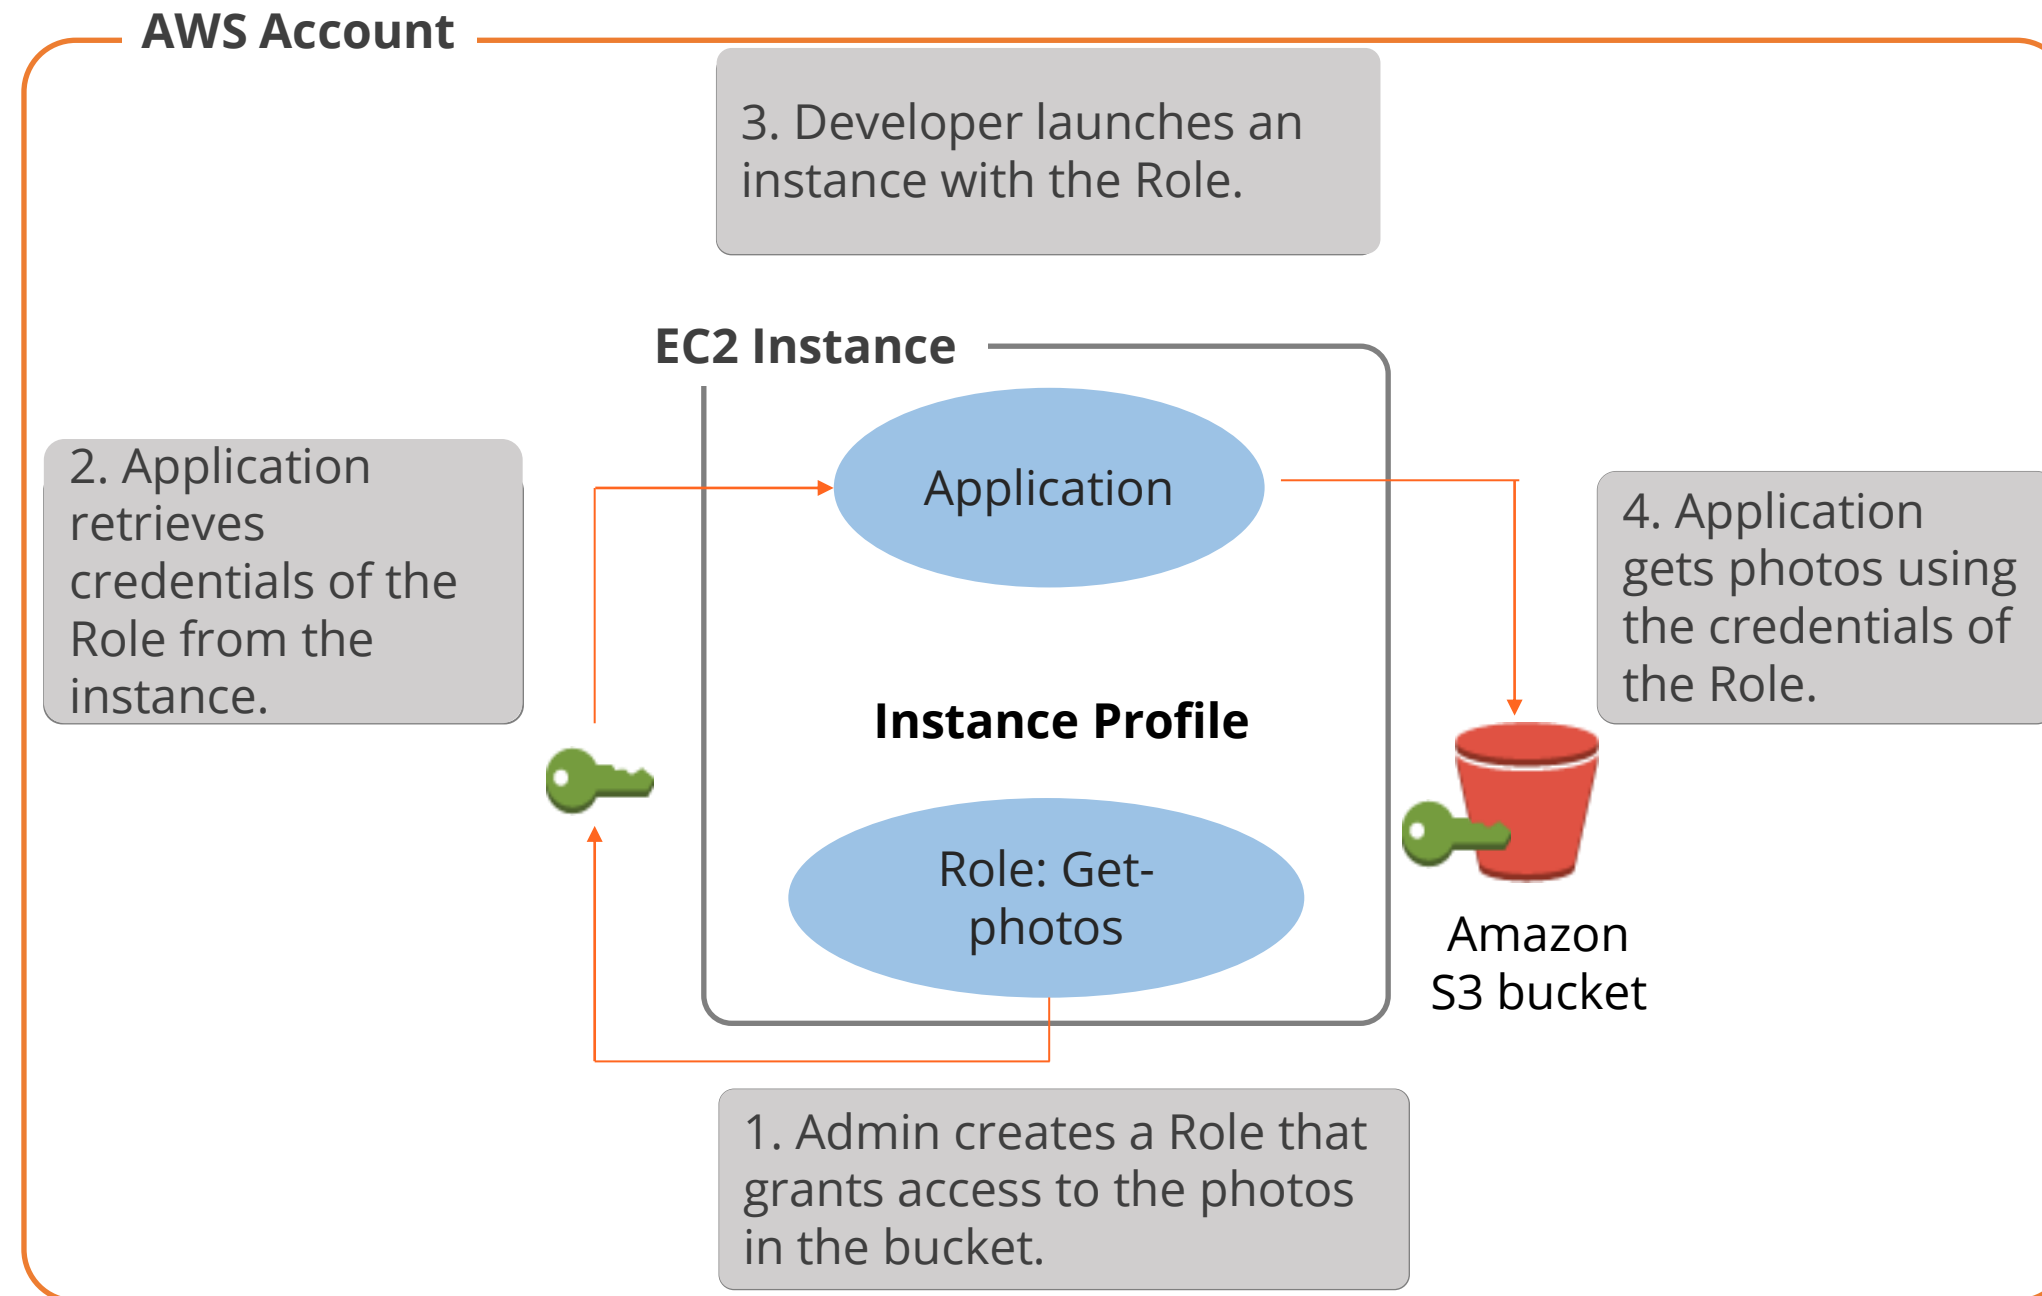 AWS Account
3. Developer launches an
instance with the Role.
EC2 Instance
Application
2. Application
retrieves
credentials of the
Role from the
instance.
4. Application
gets photos using
the credentials of
the Role.
Instance Profile
Role: Get-
photos
Amazon
S3 bucket
1. Admin creates a Role that
grants access to the photos
in the bucket.